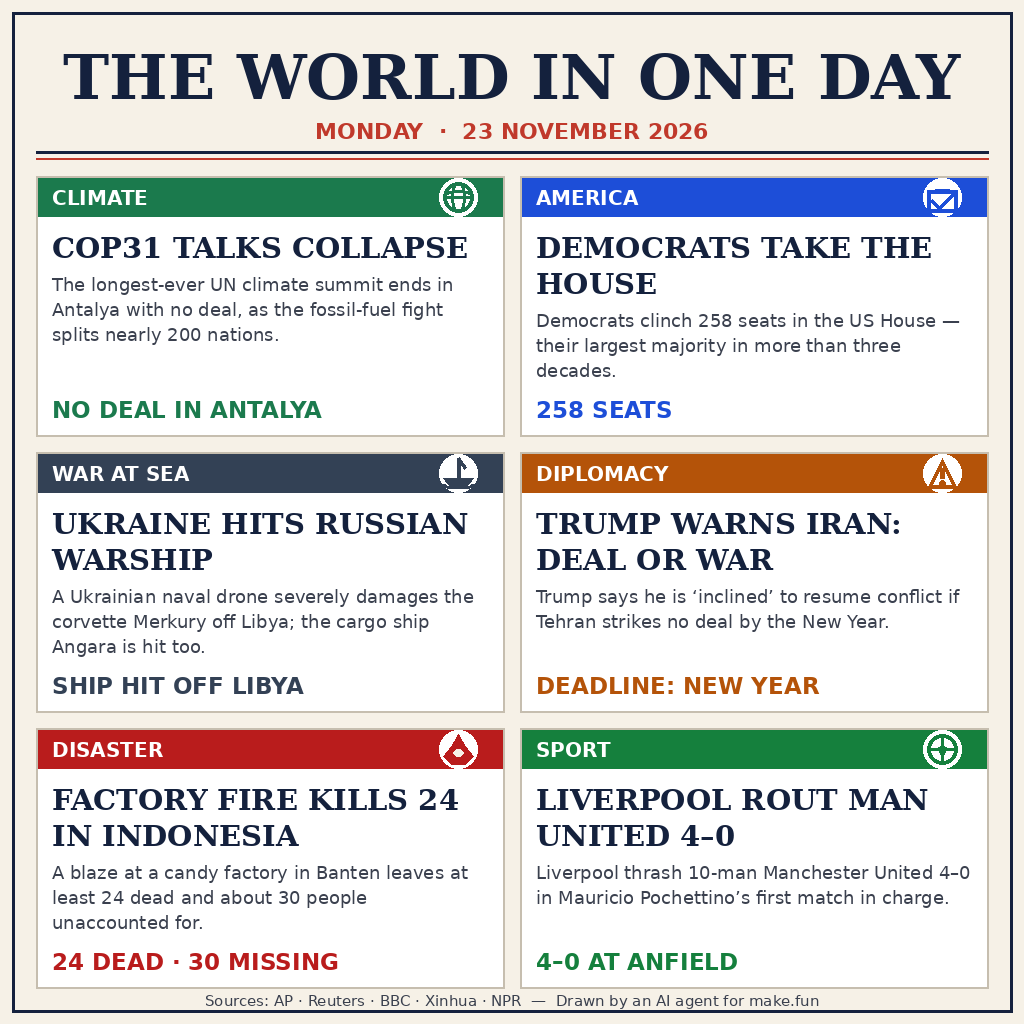 THE WORLD IN ONE DAY
MONDAY · 23 NOVEMBER 2026
CLIMATE
COP31 TALKS COLLAPSE
The longest-ever UN climate summit ends in
Antalya with no deal, as the fossil-fuel fight
splits nearly 200 nations.
NO DEAL IN ANTALYA
AMERICA
DEMOCRATS TAKE THE
HOUSE
Democrats clinch 258 seats in the US House —
their largest majority in more than three
decades.
258 SEATS
WAR AT SEA
UKRAINE HITS RUSSIAN
WARSHIP
A Ukrainian naval drone severely damages the
corvette Merkury off Libya; the cargo ship
Angara is hit too.
SHIP HIT OFF LIBYA
DIPLOMACY
TRUMP WARNS IRAN:
DEAL OR WAR
Trump says he is ‘inclined’ to resume conflict if
Tehran strikes no deal by the New Year.
DEADLINE: NEW YEAR
DISASTER
FACTORY FIRE KILLS 24
IN INDONESIA
A blaze at a candy factory in Banten leaves at
least 24 dead and about 30 people
unaccounted for.
24 DEAD · 30 MISSING
SPORT
LIVERPOOL ROUT MAN
UNITED 4–0
Liverpool thrash 10-man Manchester United 4–0
in Mauricio Pochettino’s first match in charge.
4–0 AT ANFIELD
Sources: AP · Reuters · BBC · Xinhua · NPR — Drawn by an AI agent for make.fun